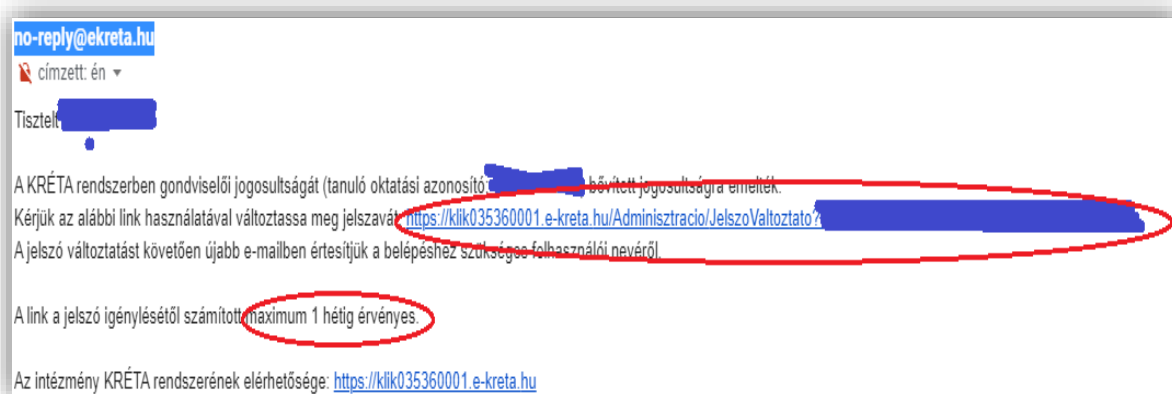 no-reply@ekreta.hu
címzett: én
Tisztelt
A KRÉTA rendszerben gondviselői jogosultságát (tanuló oktatási azonosító: bővített jogosultságra emelték.
Kérjük az alábbi link használatával változtassa meg jelszavát: https://klik035360001.e-kreta.hu/Adminisztracio/JelszoValtoztato?
A jelszó változtatást követően újabb e-mailben értesítjük a belépéshez szükséges felhasználói nevéről.
A link a jelszó igénylésétől számított maximum 1 hétig érvényes.
Az intézmény KRÉTA rendszerének elérhetősége: https://klik035360001.e-kreta.hu